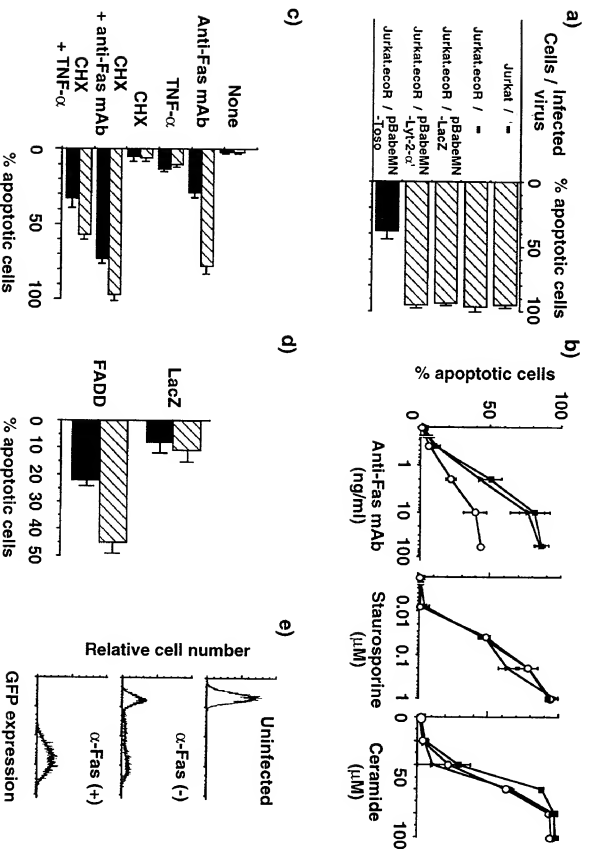 a)
Cells / Infected
virus
% apoptotic cells
0
50
100
Jurkat / -
Jurkat.ecoR / -
Jurkat.ecoR / pBabeMN
-LacZ
Jurkat.ecoR / pBabeMN
-Lyt-2-α'
Jurkat.ecoR / pBabeMN
-Toso
b)
% apoptotic cells
100
50
0
1
10
100
Anti-Fas mAb
(ng/ml)
0.01
0.1
1
Staurosporine
(μM)
0
50
100
Ceramide
(μM)
c)
None
Anti-Fas mAb
TNF-α
CHX
CHX
+ anti-Fas mAb
CHX
+ TNF-α
0
50
100
% apoptotic cells
d)
LacZ
FADD
0 10 20 30 40 50
% apoptotic cells
e)
Relative cell number
Uninfected
α-Fas (-)
α-Fas (+)
GFP expression